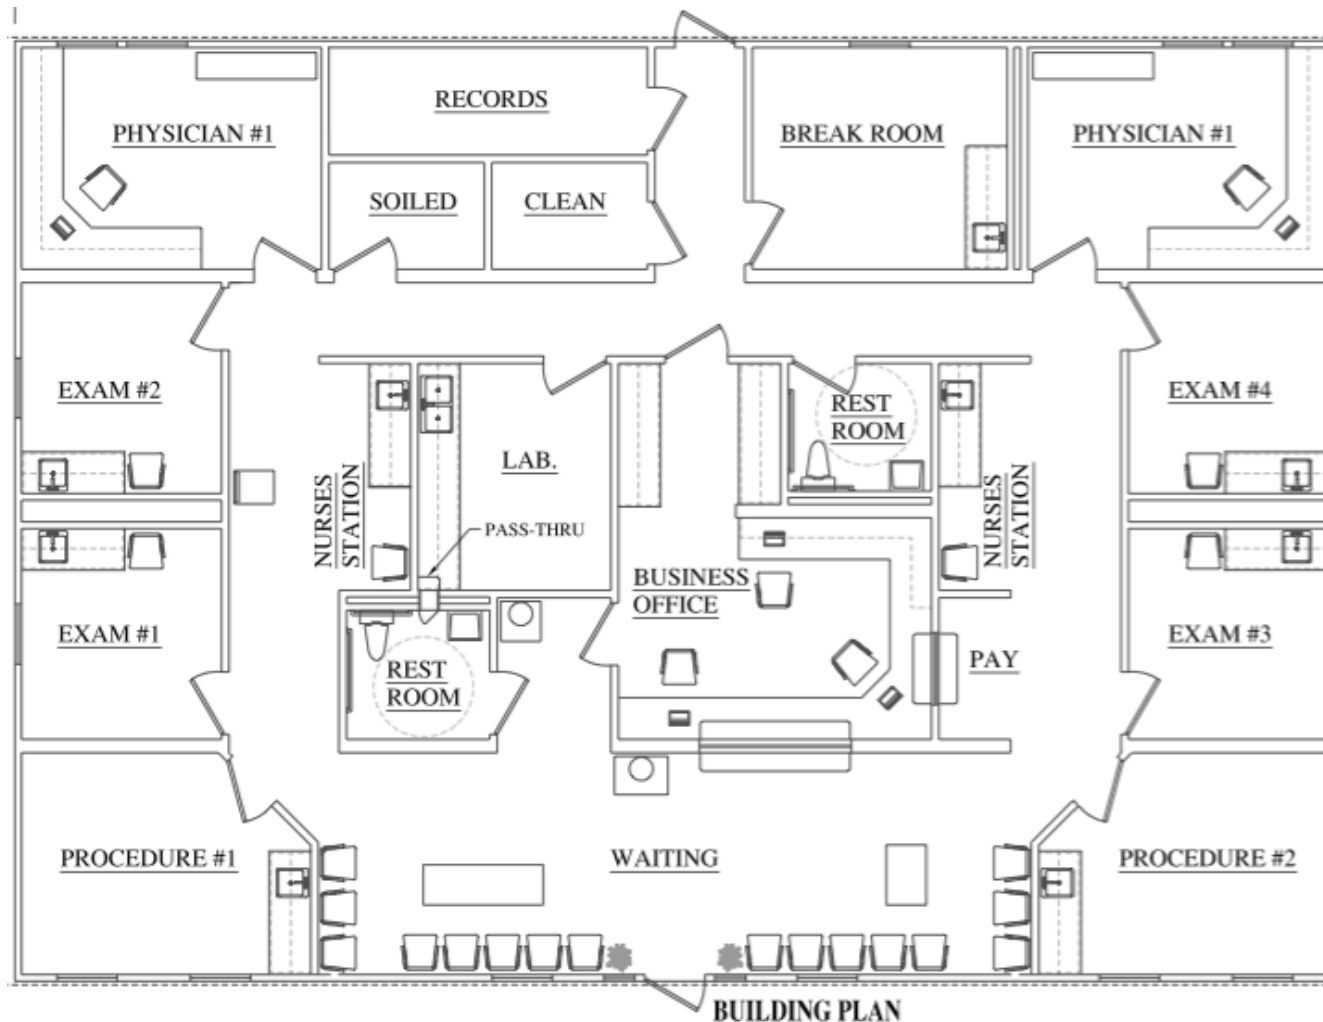 RECORDS
PHYSICIAN #1
BREAK ROOM
PHYSICIAN #1
SOILED
CLEAN
EXAM #2
REST
ROOM
EXAM #4
LAB.
NURSES
STATION
PASS-THRU
NURSES
STATION
BUSINESS
OFFICE
EXAM #1
EXAM #3
REST
ROOM
PAY
PROCEDURE #1
WAITING
PROCEDURE #2
BUILDING PLAN